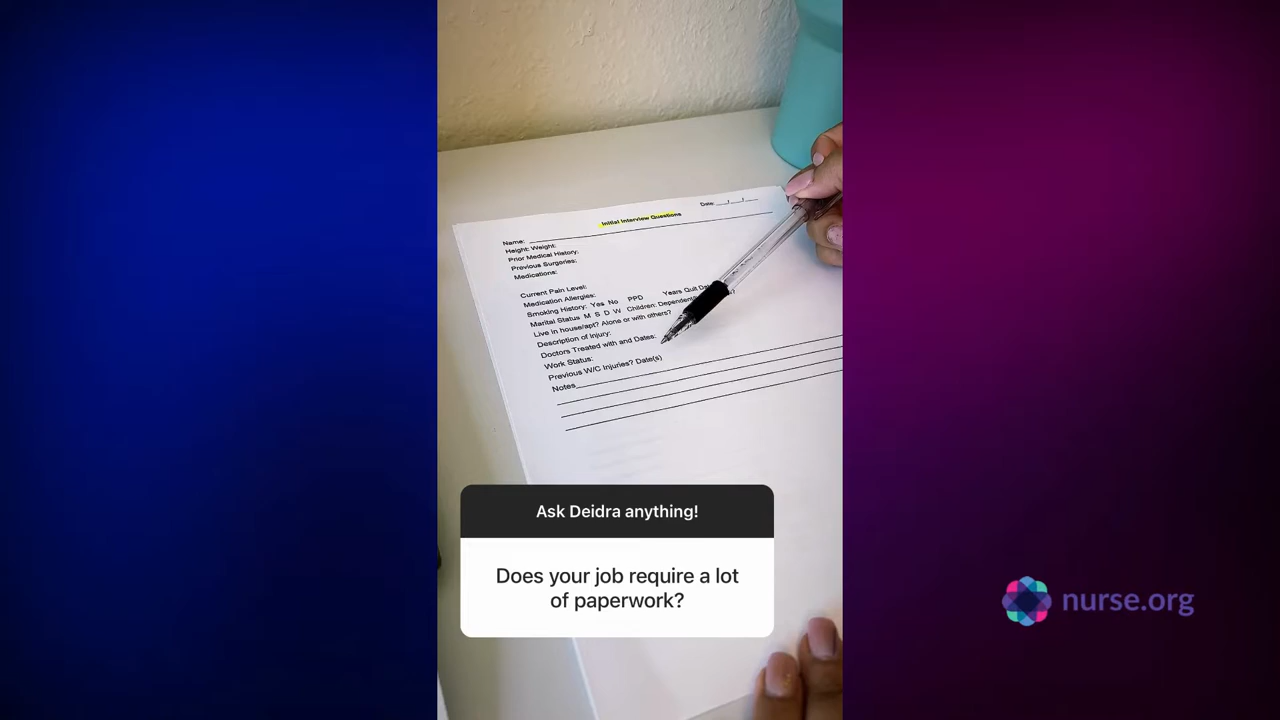 Initial Interview Questions
Date: __/__/__
Name:
Height: Weight:
Prior Medical History:
Previous Surgeries:
Medications:
Current Pain Level:
Medication Allergies:
Smoking History: Yes No PPD Years Quit
Marital Status M S D W Children:
Live in house/apt? Alone or with others?
Description of Injury:
Doctors Treated with and Dates:
Work Status:
Previous W/C Injuries? Date(s)
Notes
Ask Deidra anything!
Does your job require a lot
of paperwork?
nurse.org